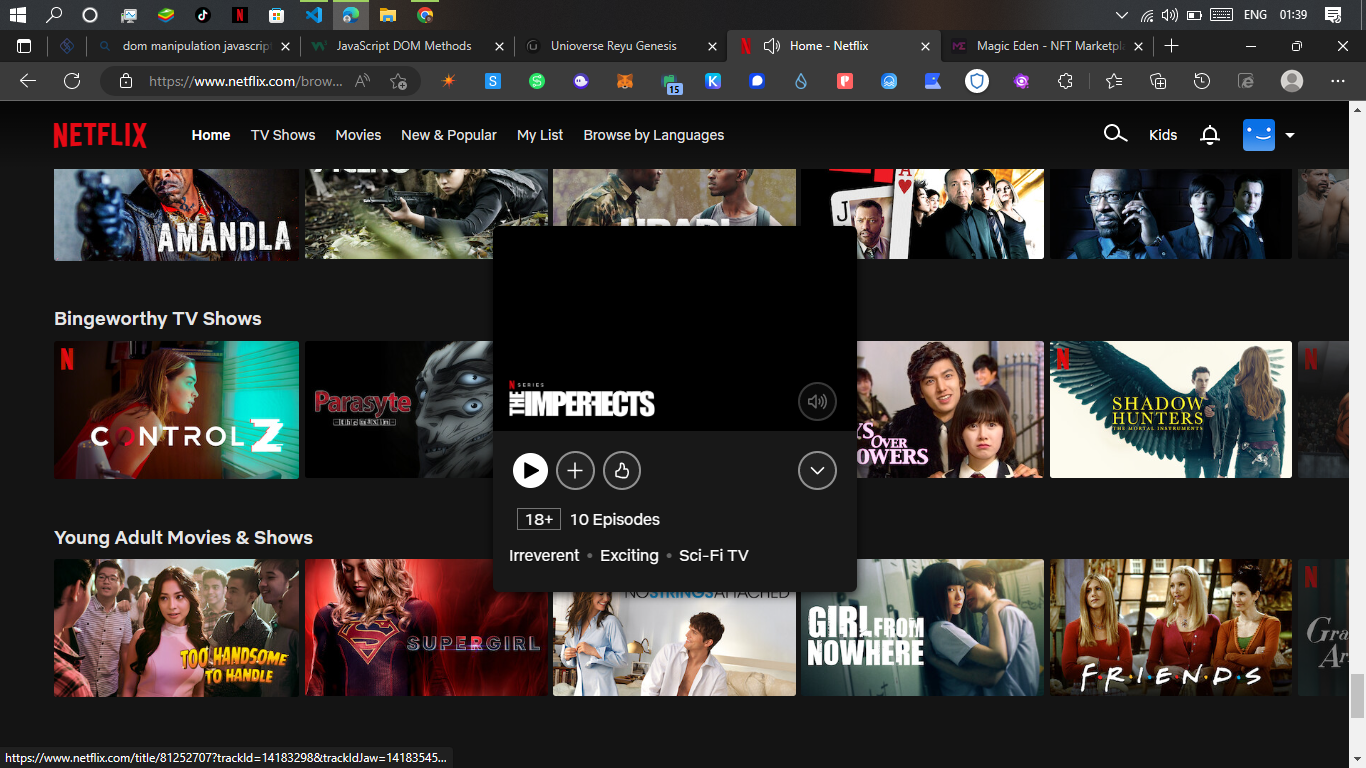 ENG 01:39
dom manipulation javascrip
JavaScript DOM Methods
Unioverse Reyu Genesis
Home - Netflix
Magic Eden - NFT Marketpl
https://www.netflix.com/brow...
15
NETFLIX Home TV Shows Movies New & Popular My List Browse by Languages Kids
AMANDLA
J A
Bingeworthy TV Shows
CONTROL Z
Parasyte
-the maxim-
N SERIES
THE IMPERFECTS
OVER
SHADOW
HUNTERS
THE MORTAL INSTRUMENTS
18+ 10 Episodes
Irreverent • Exciting • Sci-Fi TV
Young Adult Movies & Shows
TOO HANDSOME
TO HANDLE
SUPERGIRL
NO STRINGS ATTACHED
GIRL FROM
NOWHERE
F·R·I·E·N·D·S
https://www.netflix.com/title/81252707?trackId=14183298&trackIdJaw=14183545...